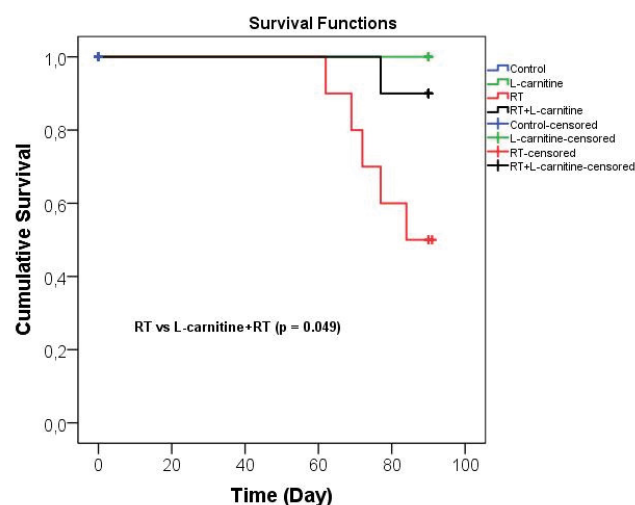 Survival Functions
1,0
0,8
0,6
0,4
0,2
0,0
Cumulative Survival
Control
L-carnitine
RT
RT+L-carnitine
Control-censored
L-carnitine-censored
RT-censored
RT+L-carnitine-censored
RT vs L-carnitine+RT (p = 0.049)
0 20 40 60 80 100
Time (Day)